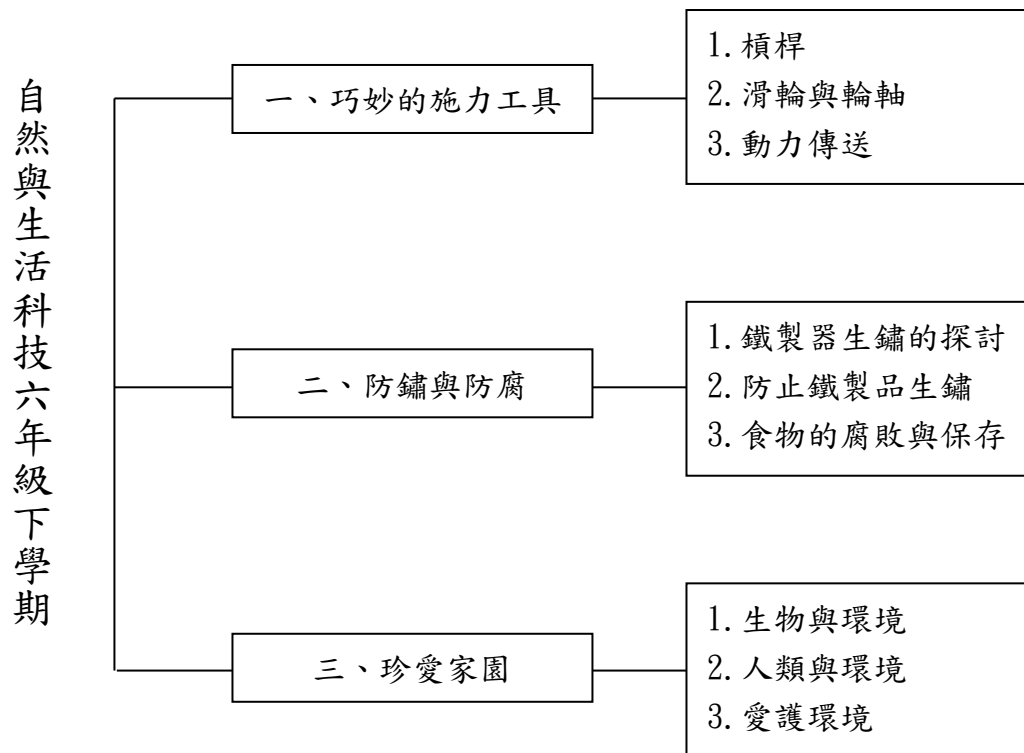 自然與生活科技六年級下學期
一、巧妙的施力工具
1.槓桿
2.滑輪與輪軸
3.動力傳送
二、防鏽與防腐
1.鐵製器生鏽的探討
2.防止鐵製品生鏽
3.食物的腐敗與保存
三、珍愛家園
1.生物與環境
2.人類與環境
3.愛護環境